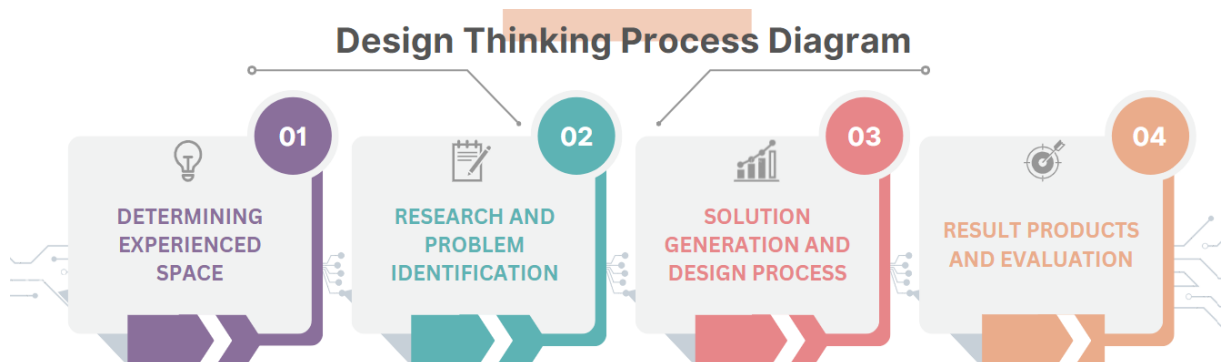 Design Thinking Process Diagram
01
DETERMINING
EXPERIENCED
SPACE
02
RESEARCH AND
PROBLEM
IDENTIFICATION
03
SOLUTION
GENERATION AND
DESIGN PROCESS
04
RESULT PRODUCTS
AND EVALUATION